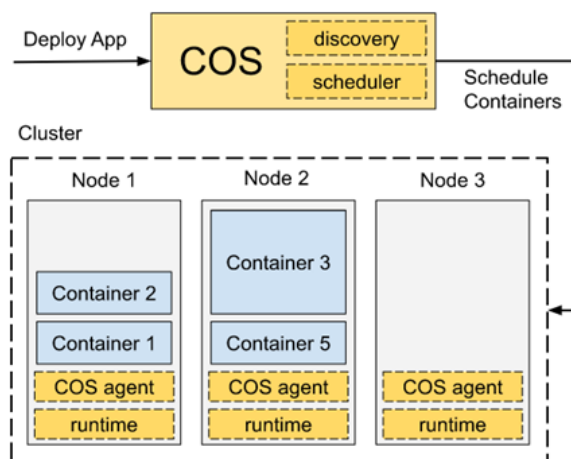 Deploy App
COS
discovery
scheduler
Schedule
Containers
Cluster
Node 1
Node 2
Node 3
Container 2
Container 1
COS agent
runtime
Container 3
Container 5
COS agent
runtime
COS agent
runtime